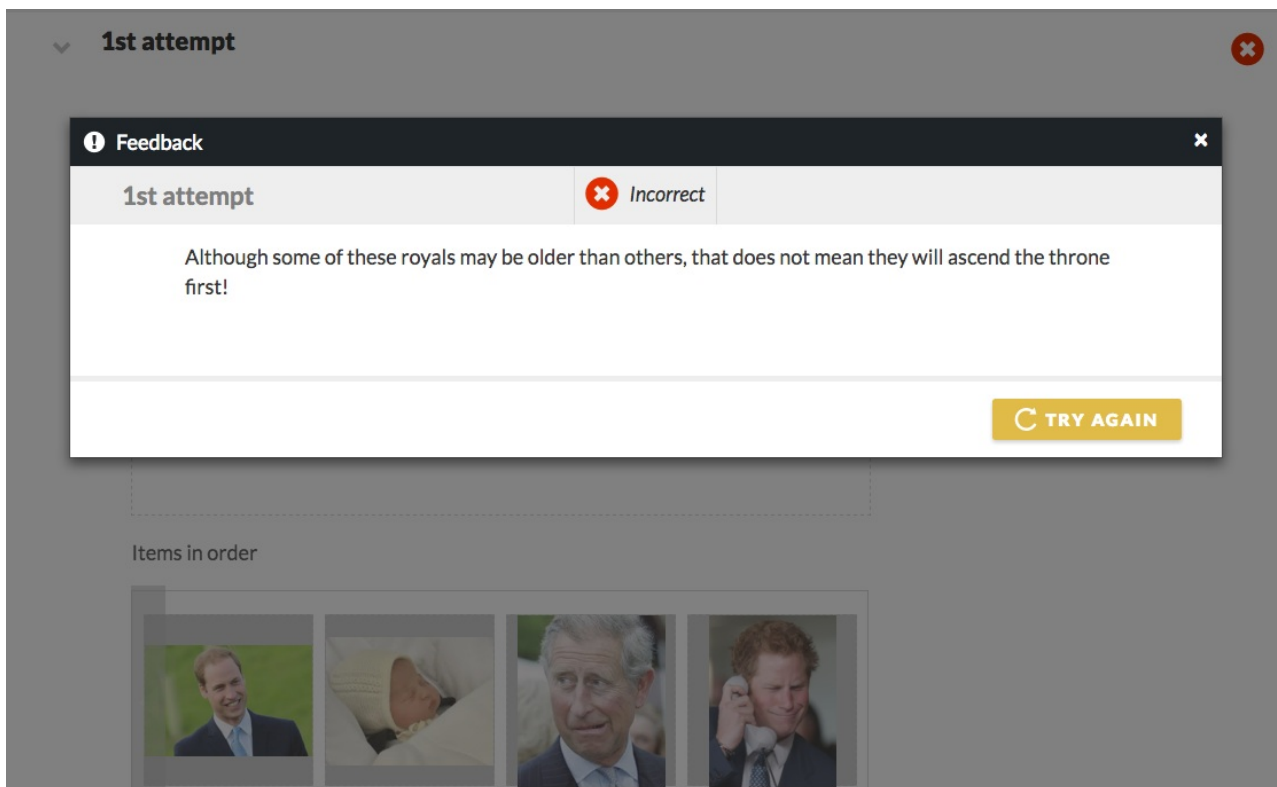 1st attempt
Feedback
1st attempt
Incorrect
Although some of these royals may be older than others, that does not mean they will ascend the throne
first!
TRY AGAIN
Items in order